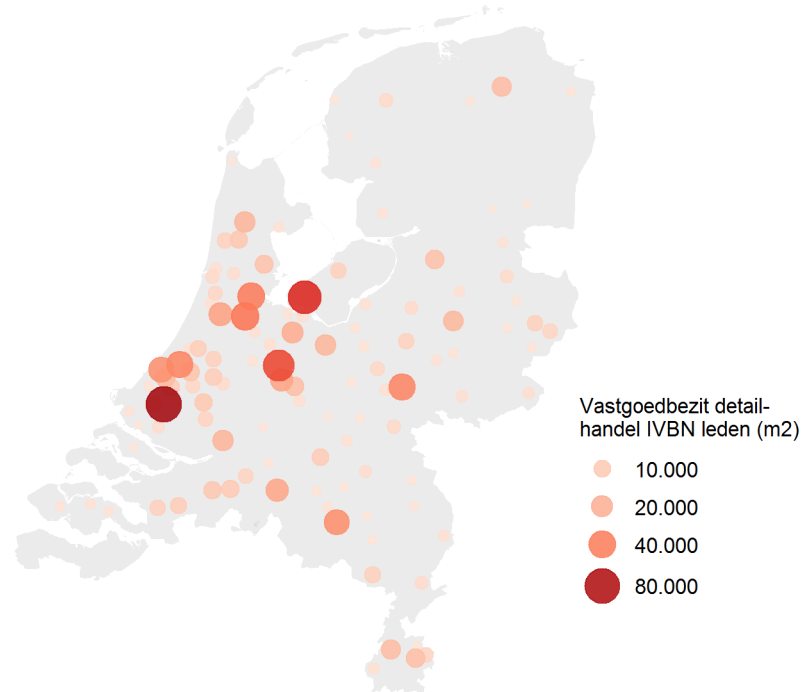 Vastgoedbezit detail-
handel IVBN leden (m2)
10.000
20.000
40.000
80.000